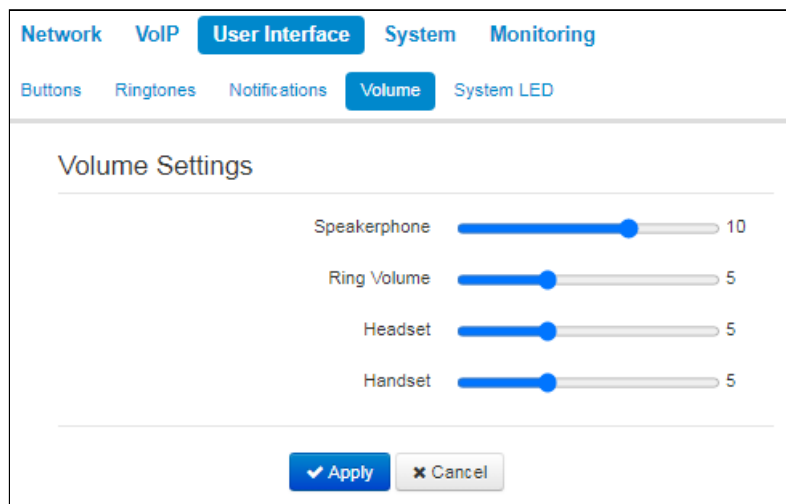 Network VoIP User Interface System Monitoring
Buttons Ringtones Notifications Volume System LED
Volume Settings
Speakerphone 10
Ring Volume 5
Headset 5
Handset 5
Apply Cancel